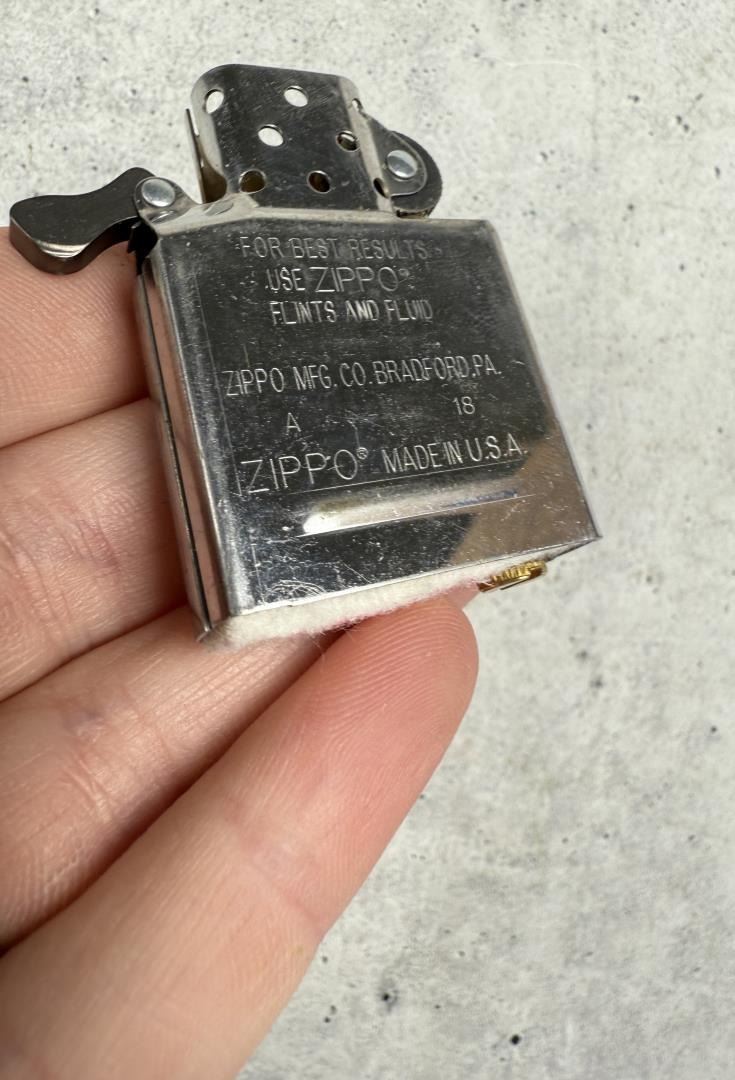 FOR BEST RESULTS
USE ZIPPO®
FLINTS AND FLUID
ZIPPO MFG. CO. BRADFORD, PA.
A 18
ZIPPO® MADE IN U.S.A.